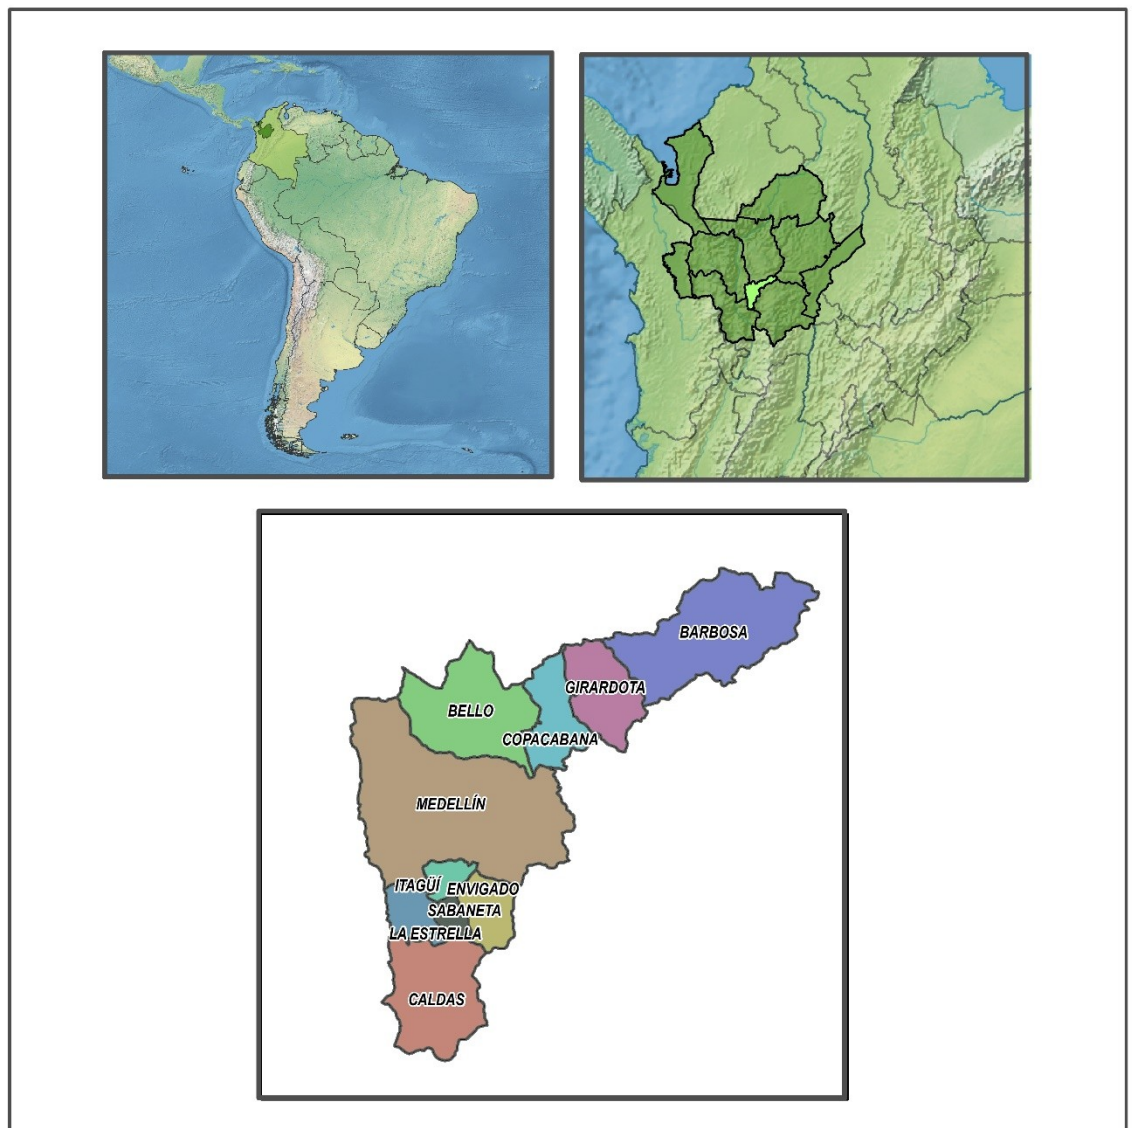 BARBOSA
GIRARDOTA
BELLO
COPACABANA
MEDELLÍN
ITAGÜÍ
ENVIGADO
SABANETA
LA ESTRELLA
CALDAS